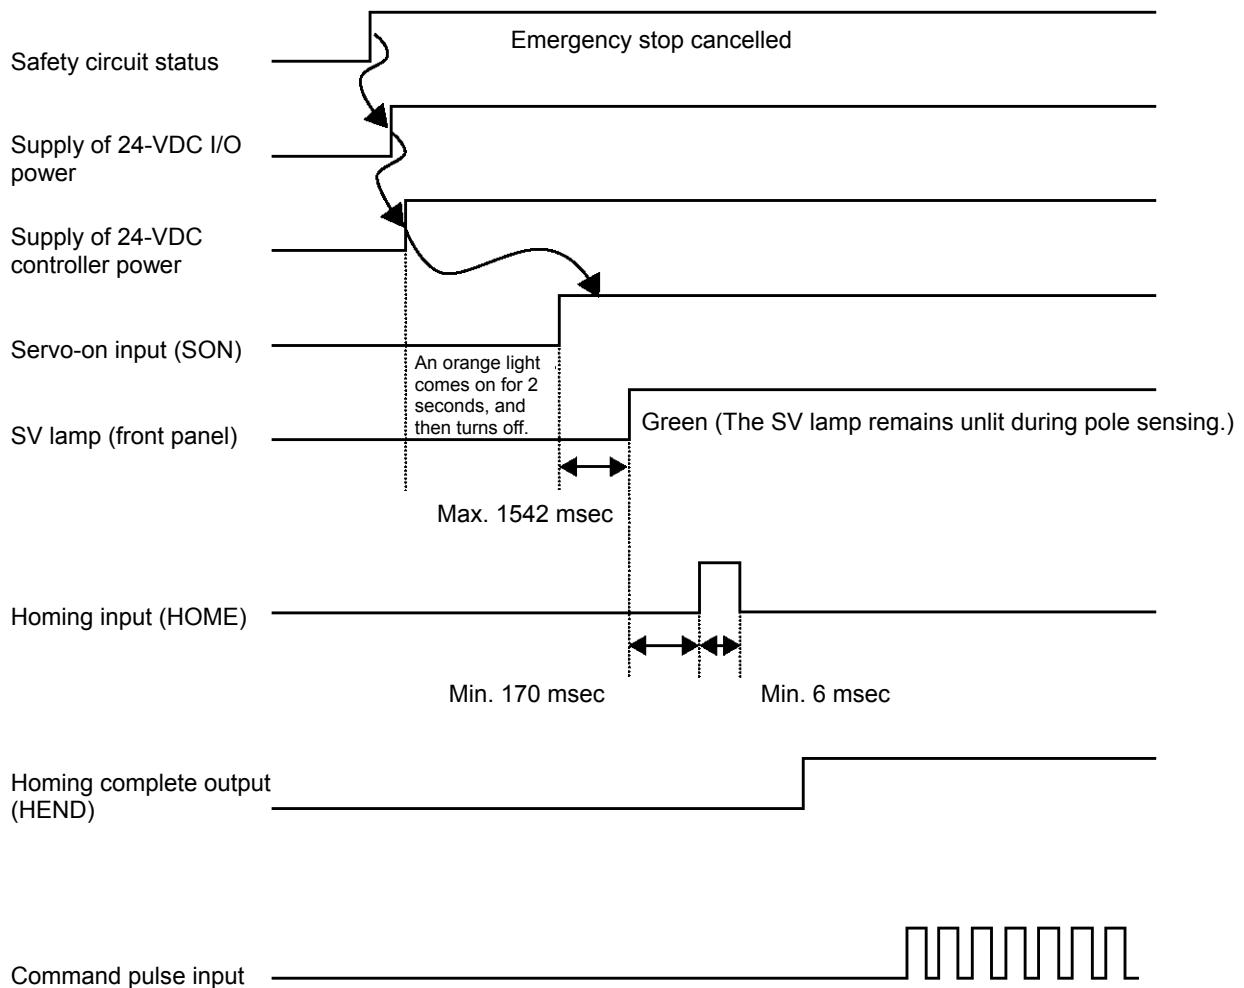 Emergency stop cancelled
Safety circuit status
Supply of 24-VDC I/O
power
Supply of 24-VDC
controller power
Servo-on input (SON)
An orange light
comes on for 2
seconds, and
then turns off.
SV lamp (front panel)
Green (The SV lamp remains unlit during pole sensing.)
Max. 1542 msec
Homing input (HOME)
Min. 170 msec
Min. 6 msec
Homing complete output
(HEND)
Command pulse input